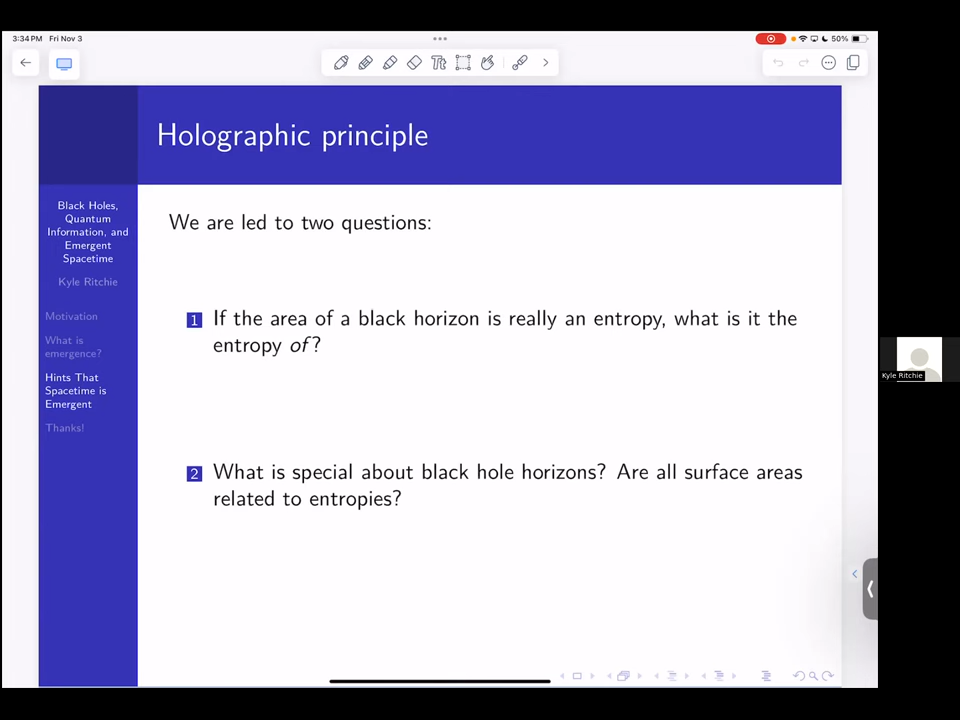 3:34 PM Fri Nov 3
50%
Holographic principle
Black Holes,
Quantum
Information, and
Emergent
Spacetime
Kyle Ritchie
Motivation
What is
emergence?
Hints That
Spacetime is
Emergent
Thanks!
We are led to two questions:
1 If the area of a black horizon is really an entropy, what is it the
entropy of?
2 What is special about black hole horizons? Are all surface areas
related to entropies?
Kyle Ritchie